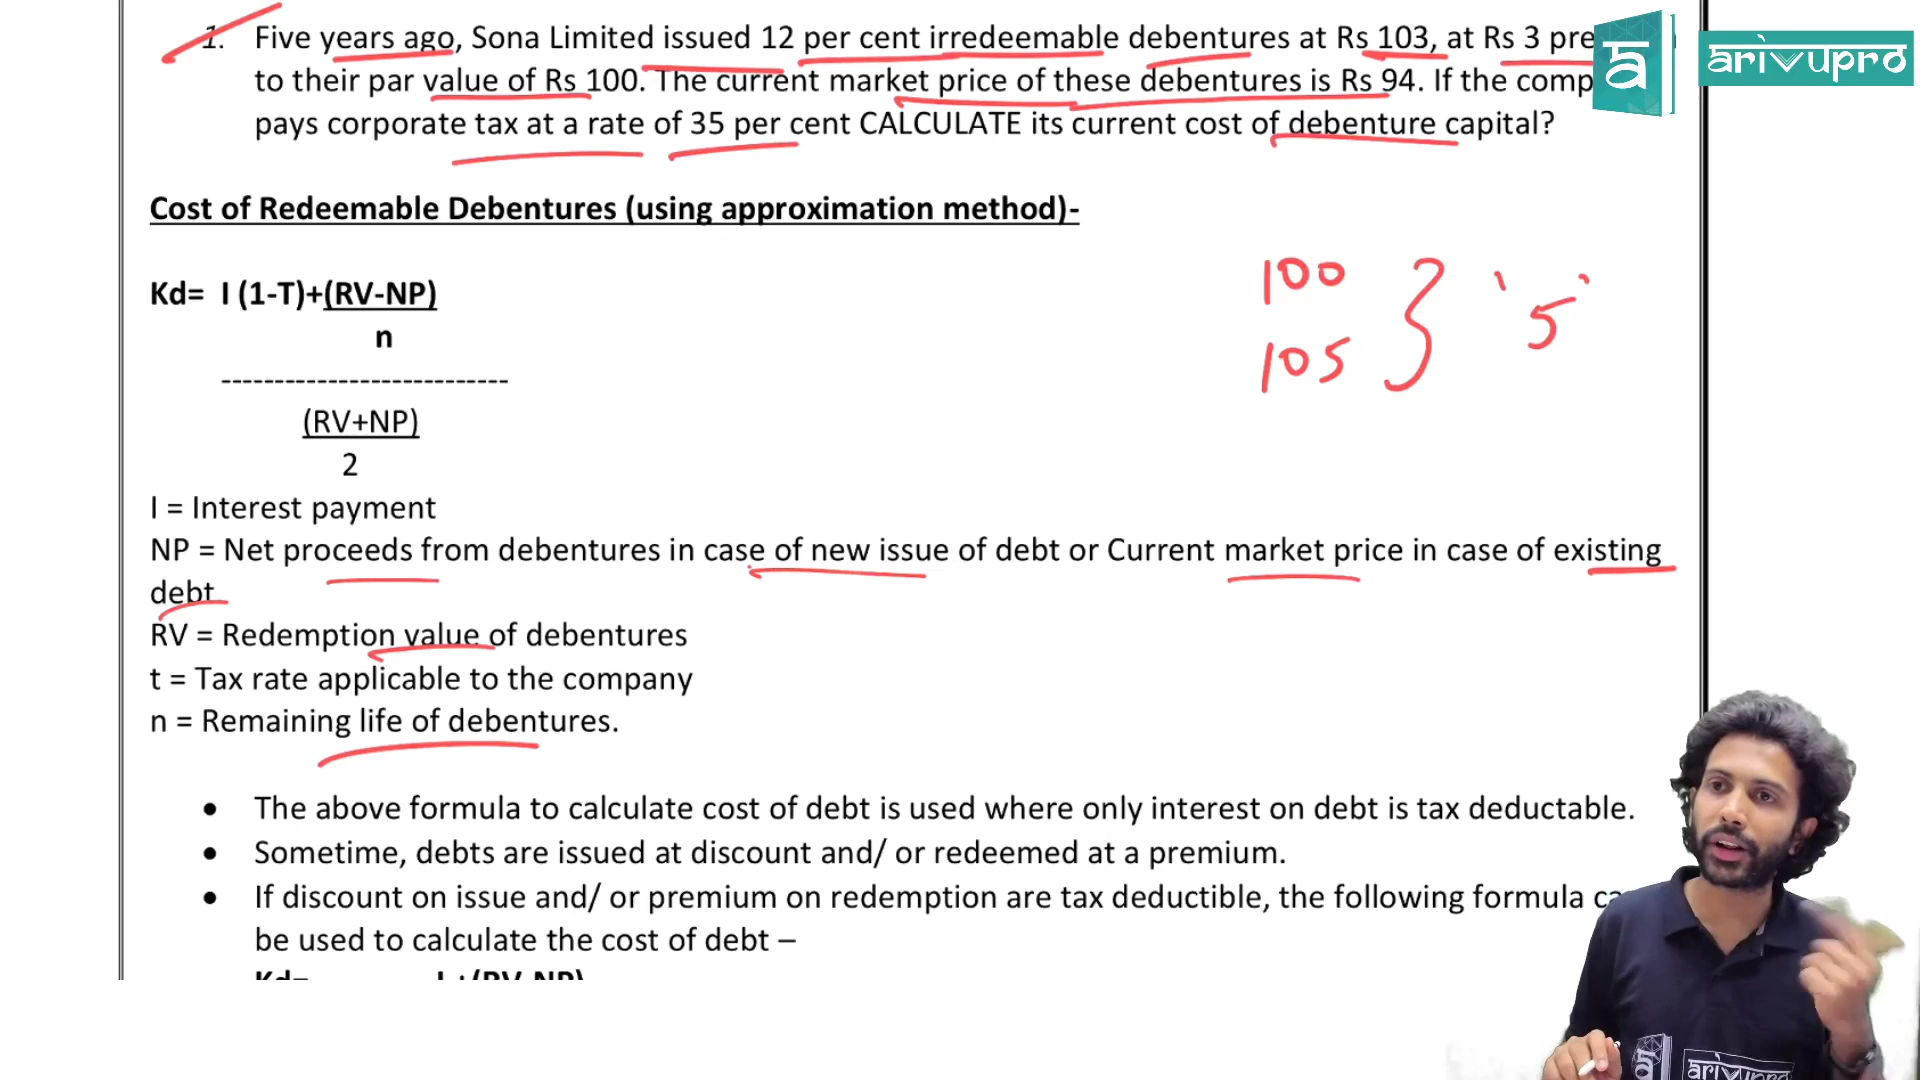 1. Five years ago, Sona Limited issued 12 per cent irredeemable debentures at Rs 103, at Rs 3
to their par value of Rs 100. The current market price of these debentures is Rs 94. If the
pays corporate tax at a rate of 35 per cent CALCULATE its current cost of debenture capital?
arivupro
Cost of Redeemable Debentures (using approximation method)-
Kd= I (1-T)+(RV-NP)
n
---------------------------
(RV+NP)
2
100
105
'5'
I = Interest payment
NP = Net proceeds from debentures in case of new issue of debt or Current market price in case of existing
debt
RV = Redemption value of debentures
t = Tax rate applicable to the company
n = Remaining life of debentures.
• The above formula to calculate cost of debt is used where only interest on debt is tax deductable.
• Sometime, debts are issued at discount and/ or redeemed at a premium.
• If discount on issue and/ or premium on redemption are tax deductible, the following formula
be used to calculate the cost of debt –
Kd= I +(RV-NP)
arivupro